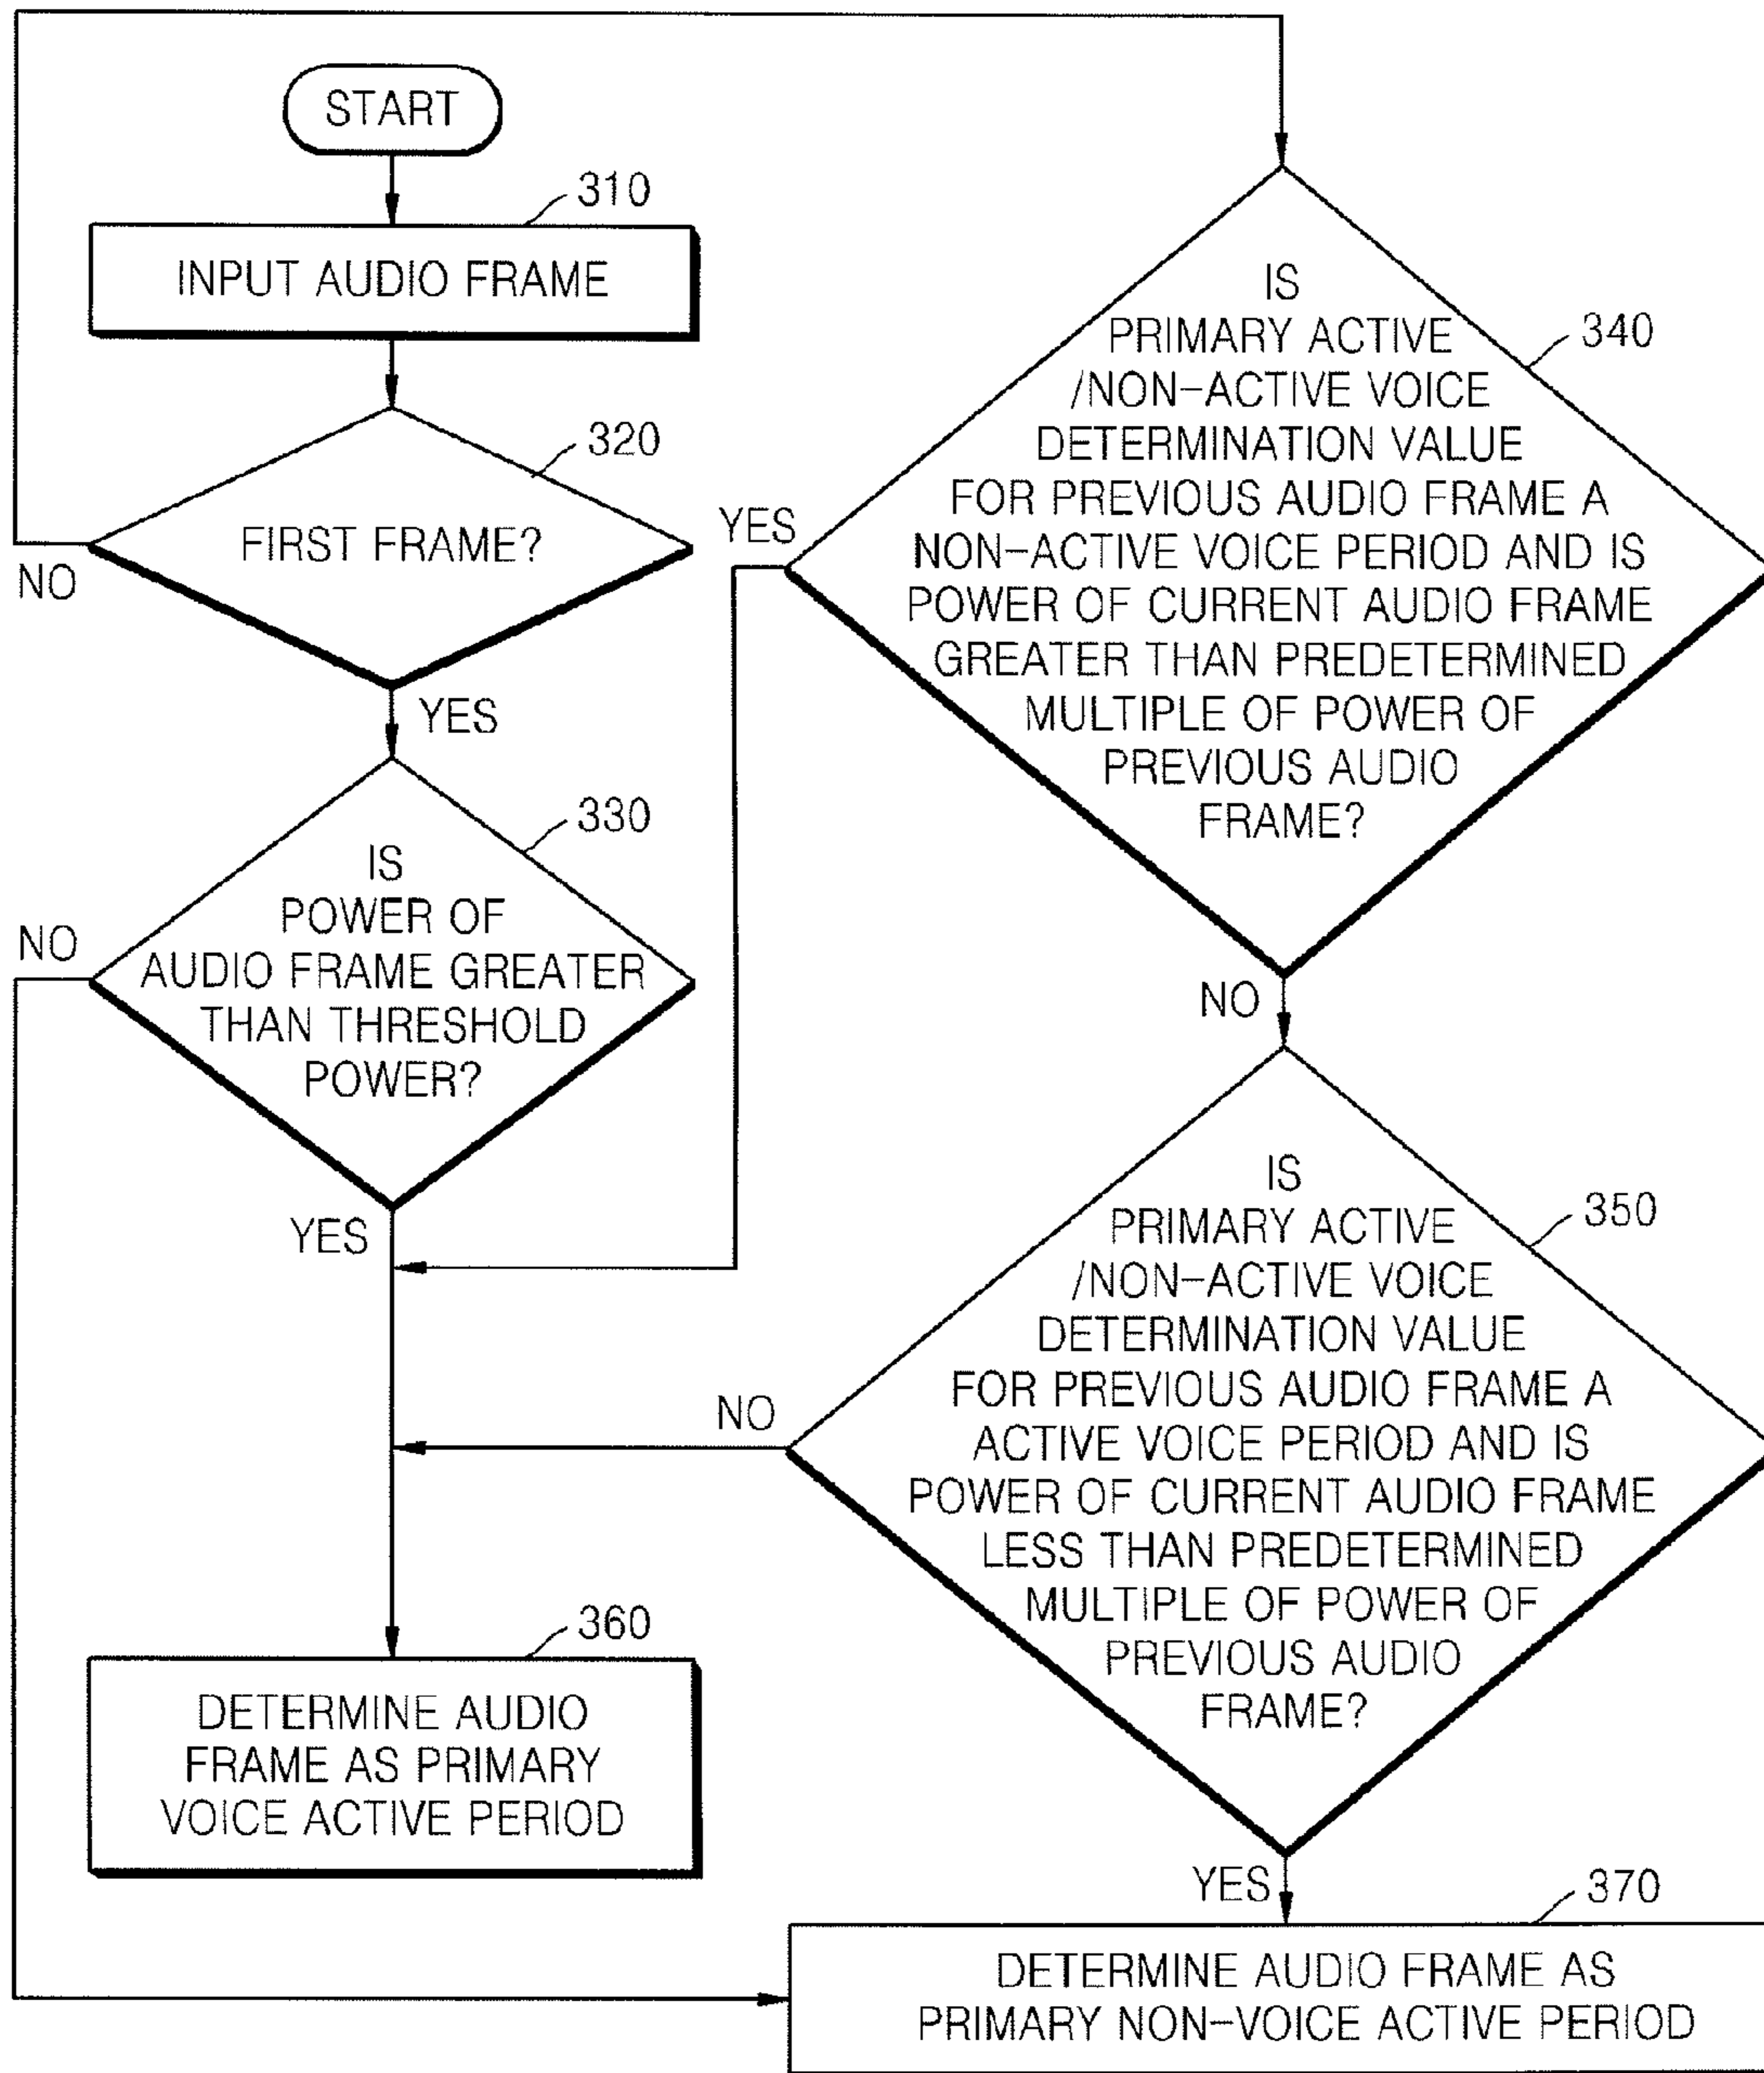 START
310
INPUT AUDIO FRAME
320
FIRST FRAME?
NO
YES
330
IS
POWER OF
AUDIO FRAME GREATER
THAN THRESHOLD
POWER?
NO
YES
340
IS
PRIMARY ACTIVE
/NON-ACTIVE VOICE
DETERMINATION VALUE
FOR PREVIOUS AUDIO FRAME A
NON-ACTIVE VOICE PERIOD AND IS
POWER OF CURRENT AUDIO FRAME
GREATER THAN PREDETERMINED
MULTIPLE OF POWER OF
PREVIOUS AUDIO
FRAME?
YES
NO
350
IS
PRIMARY ACTIVE
/NON-ACTIVE VOICE
DETERMINATION VALUE
FOR PREVIOUS AUDIO FRAME A
ACTIVE VOICE PERIOD AND IS
POWER OF CURRENT AUDIO FRAME
LESS THAN PREDETERMINED
MULTIPLE OF POWER OF
PREVIOUS AUDIO
FRAME?
NO
YES
360
DETERMINE AUDIO
FRAME AS PRIMARY
VOICE ACTIVE PERIOD
370
DETERMINE AUDIO FRAME AS
PRIMARY NON-VOICE ACTIVE PERIOD